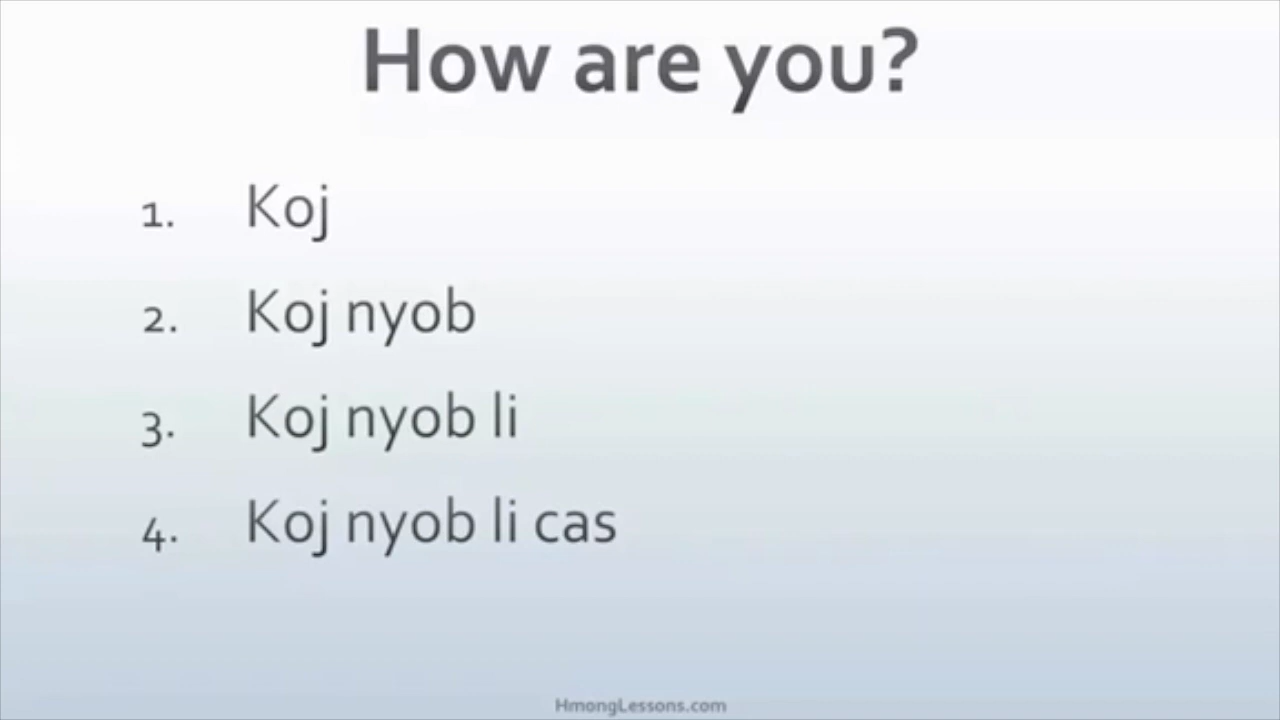 How are you?
1. Koj
2. Koj nyob
3. Koj nyob li
4. Koj nyob li cas
HmongLessons.com